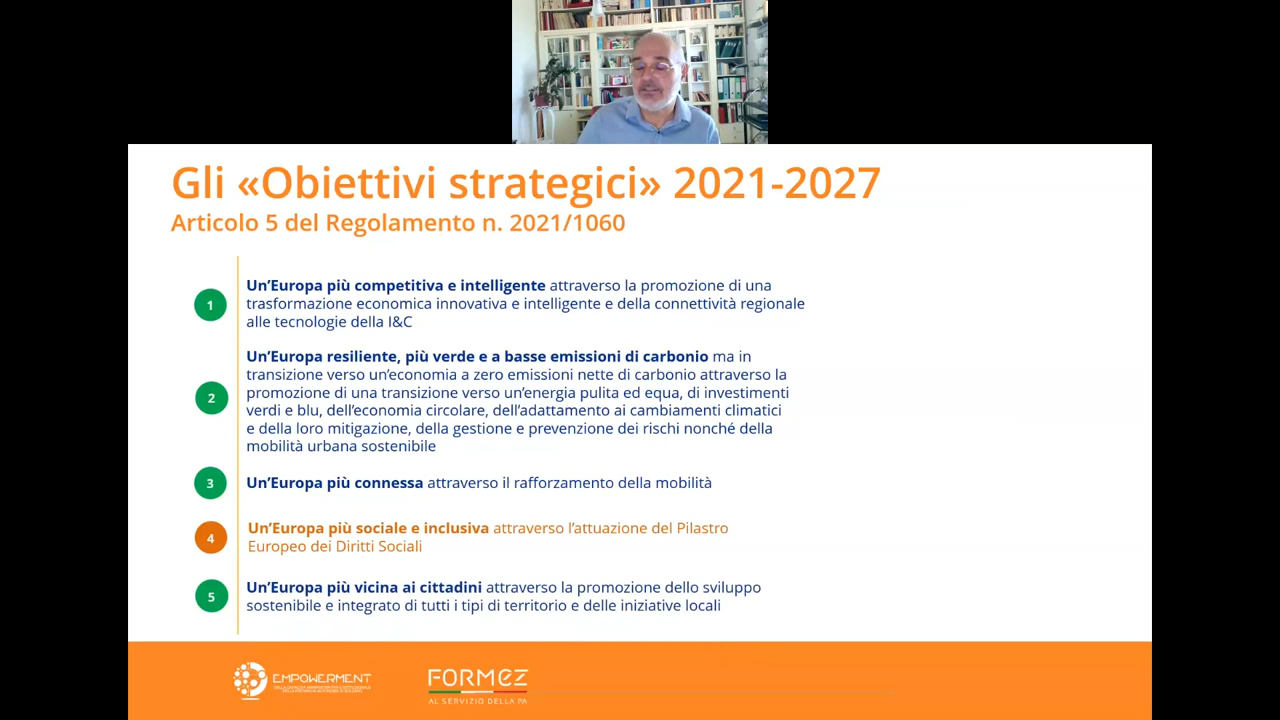 Gli «Obiettivi strategici» 2021-2027
Articolo 5 del Regolamento n. 2021/1060
1
Un'Europa più competitiva e intelligente attraverso la promozione di una
trasformazione economica innovativa e intelligente e della connettività regionale
alle tecnologie della I&C
2
Un'Europa resiliente, più verde e a basse emissioni di carbonio ma in
transizione verso un'economia a zero emissioni nette di carbonio attraverso la
promozione di una transizione verso un'energia pulita ed equa, di investimenti
verdi e blu, dell'economia circolare, dell'adattamento ai cambiamenti climatici
e della loro mitigazione, della gestione e prevenzione dei rischi nonché della
mobilità urbana sostenibile
3
Un'Europa più connessa attraverso il rafforzamento della mobilità
4
Un'Europa più sociale e inclusiva attraverso l'attuazione del Pilastro
Europeo dei Diritti Sociali
5
Un'Europa più vicina ai cittadini attraverso la promozione dello sviluppo
sostenibile e integrato di tutti i tipi di territorio e delle iniziative locali
EMPOWERMENT
FORMEZ
AL SERVIZIO DELLA PA